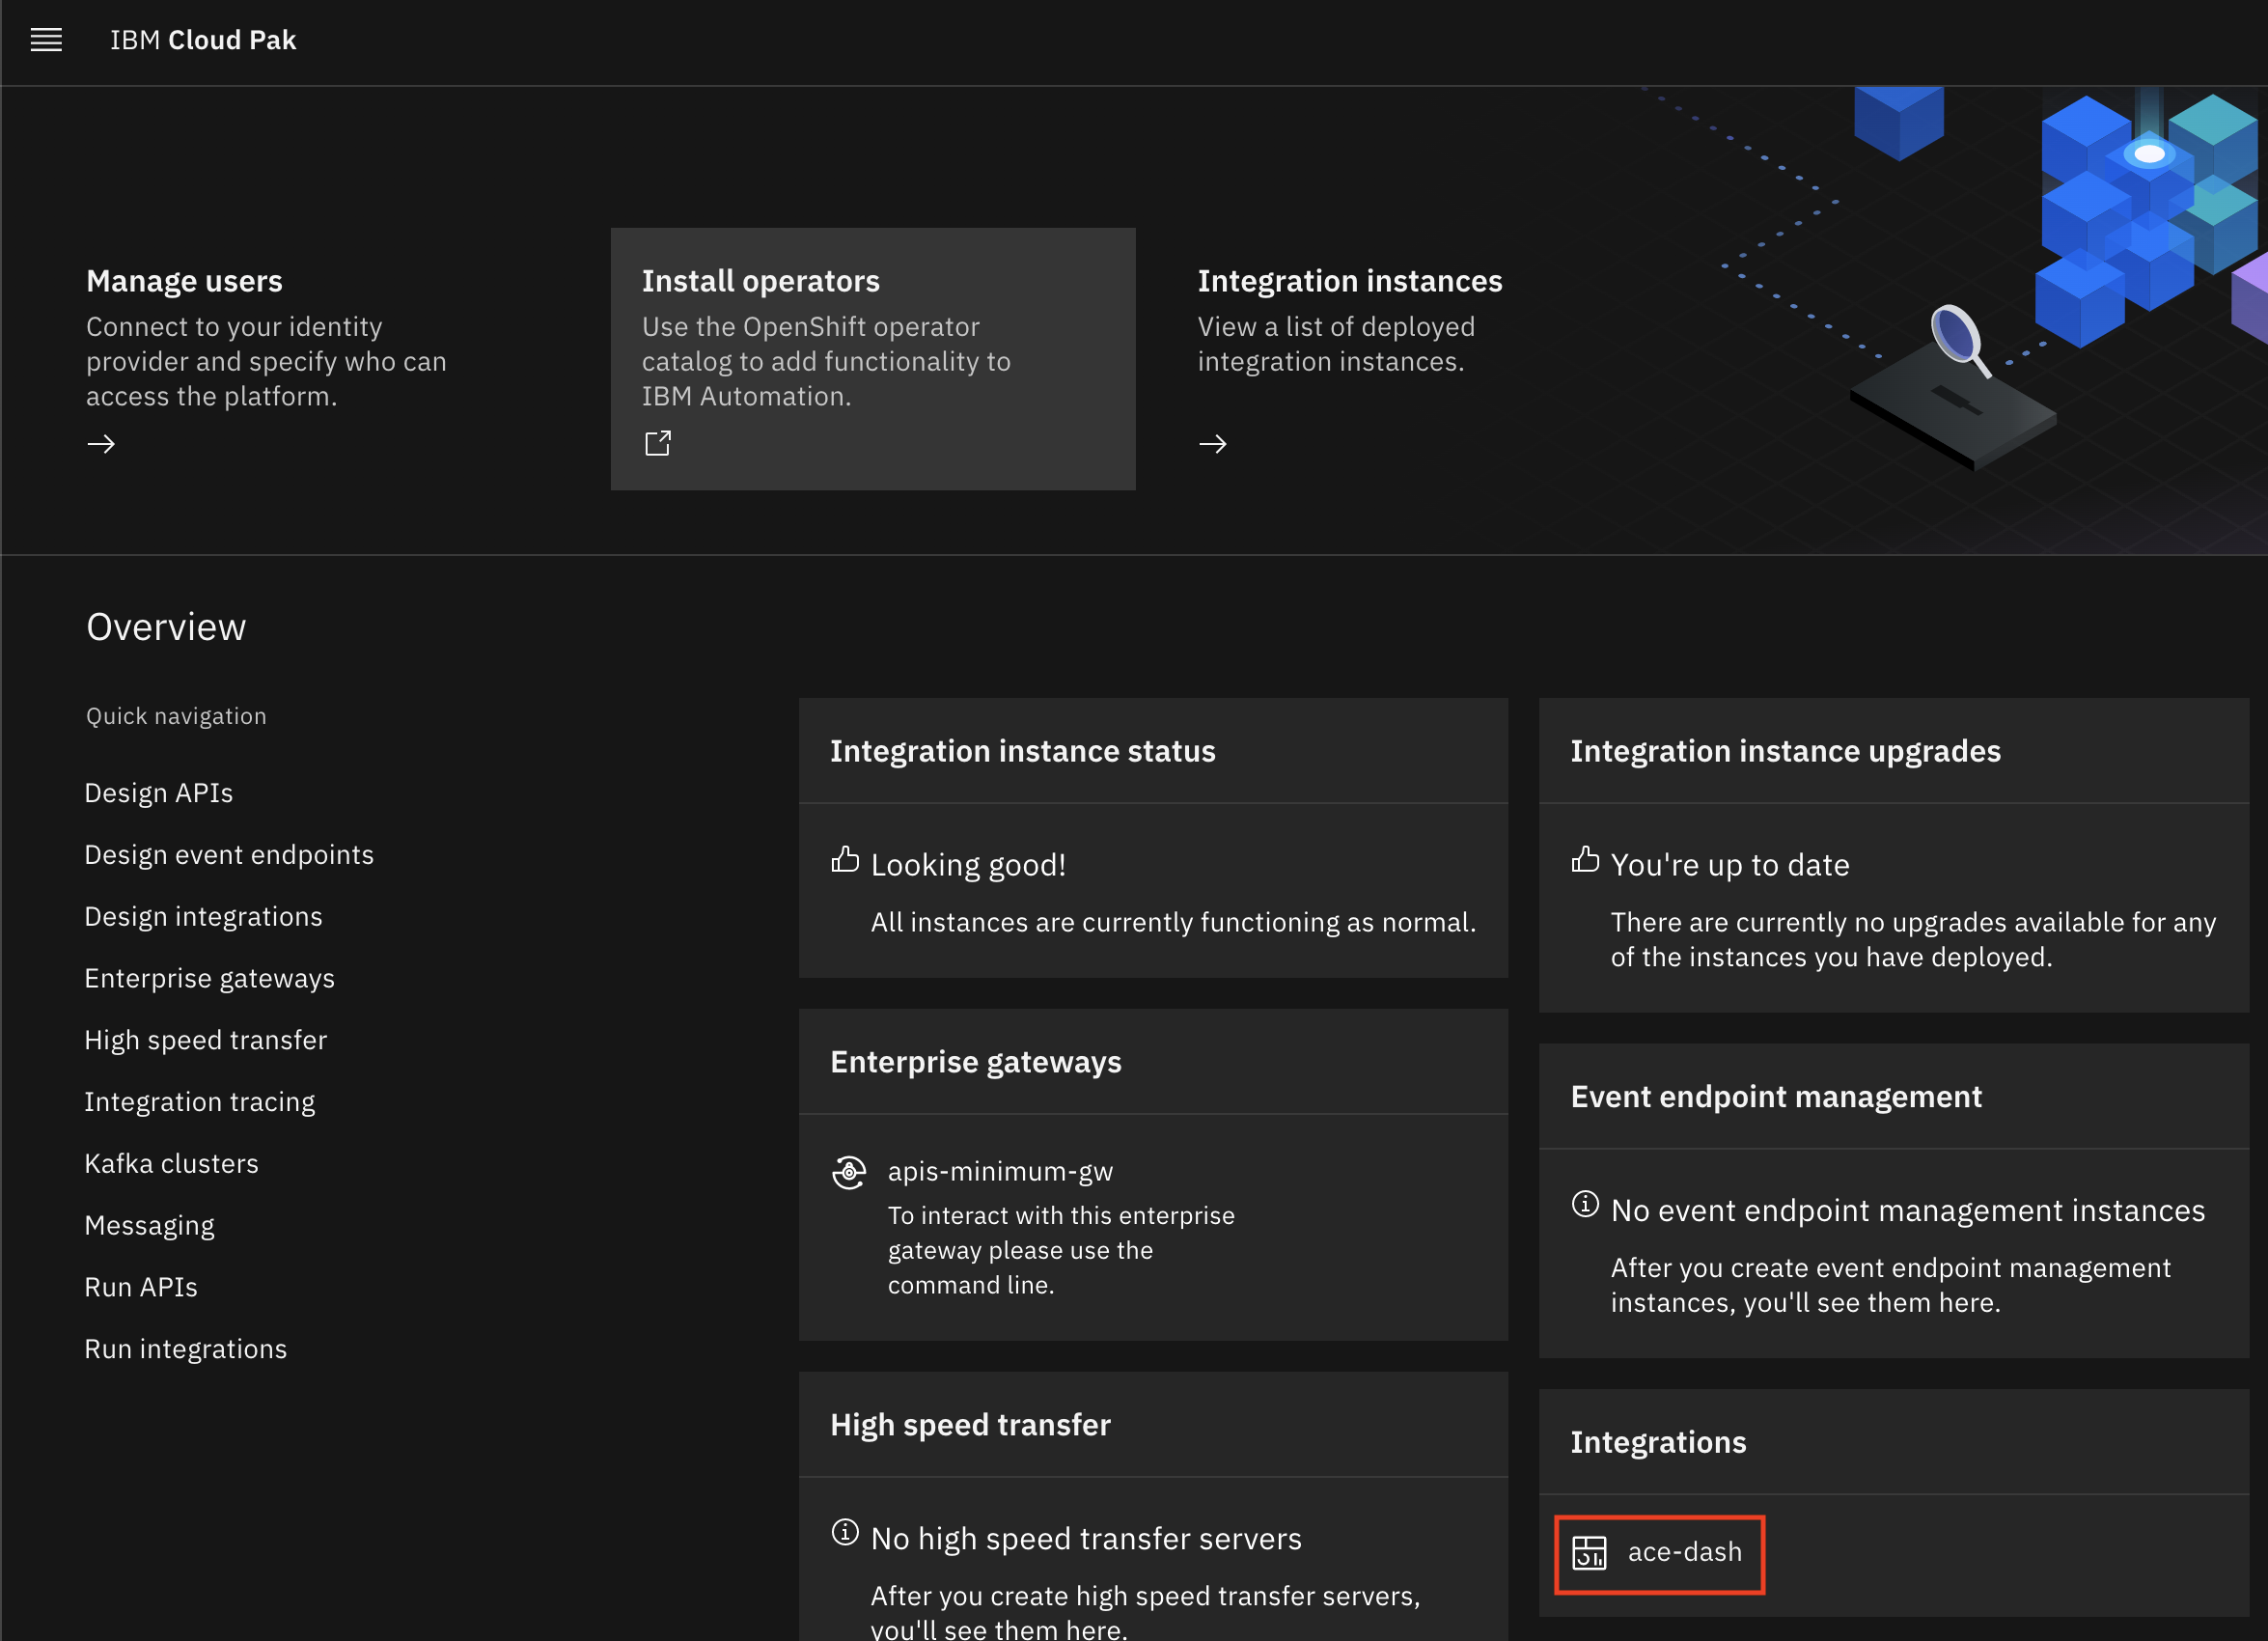 IBM Cloud Pak
Manage users
Connect to your identity
provider and specify who can
access the platform.
Install operators
Use the OpenShift operator
catalog to add functionality to
IBM Automation.
Integration instances
View a list of deployed
integration instances.
Overview
Quick navigation
Design APIs
Design event endpoints
Design integrations
Enterprise gateways
High speed transfer
Integration tracing
Kafka clusters
Messaging
Run APIs
Run integrations
Integration instance status
Looking good!
All instances are currently functioning as normal.
Enterprise gateways
apis-minimum-gw
To interact with this enterprise
gateway please use the
command line.
High speed transfer
No high speed transfer servers
After you create high speed transfer servers,
you'll see them here.
Integration instance upgrades
You're up to date
There are currently no upgrades available for any
of the instances you have deployed.
Event endpoint management
No event endpoint management instances
After you create event endpoint management
instances, you'll see them here.
Integrations
ace-dash